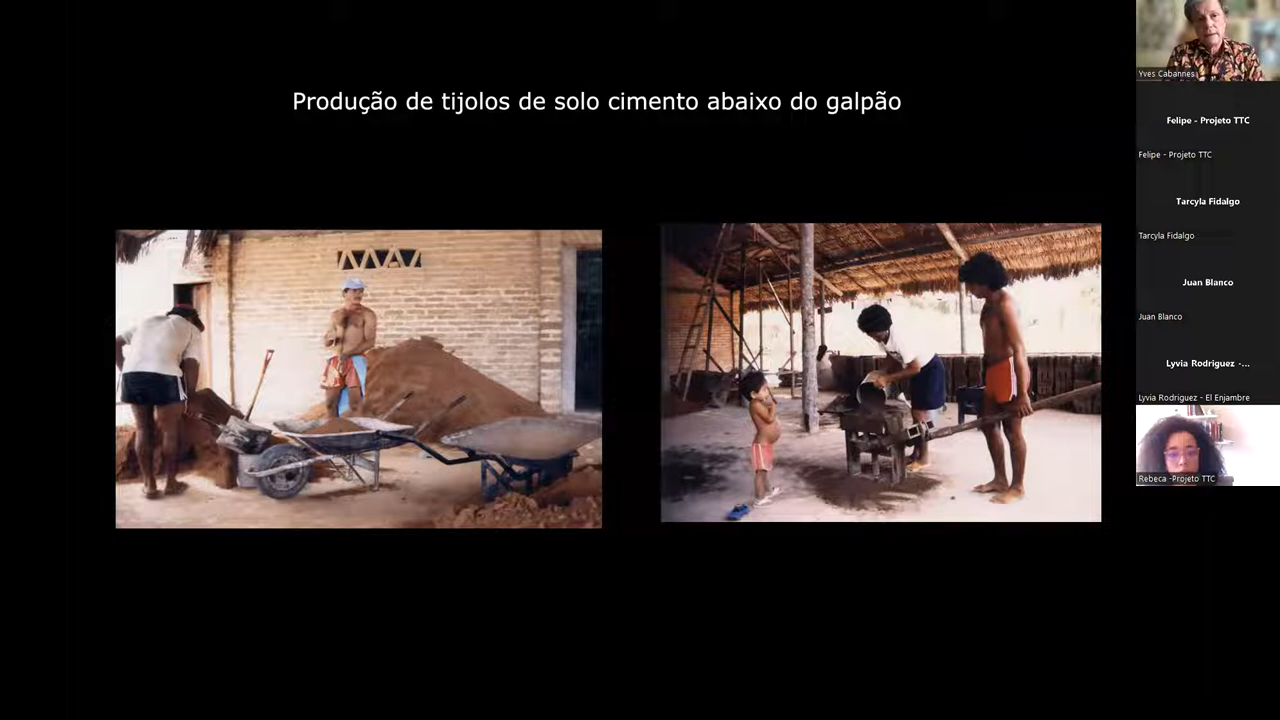 Produção de tijolos de solo cimento abaixo do galpão
Yves Cabannes
Felipe - Projeto TTC
Felipe - Projeto TTC
Tarcyla Fidalgo
Tarcyla Fidalgo
Juan Blanco
Juan Blanco
Lyvia Rodriguez -...
Lyvia Rodriguez - El Enjambre
Rebeca -Projeto TTC